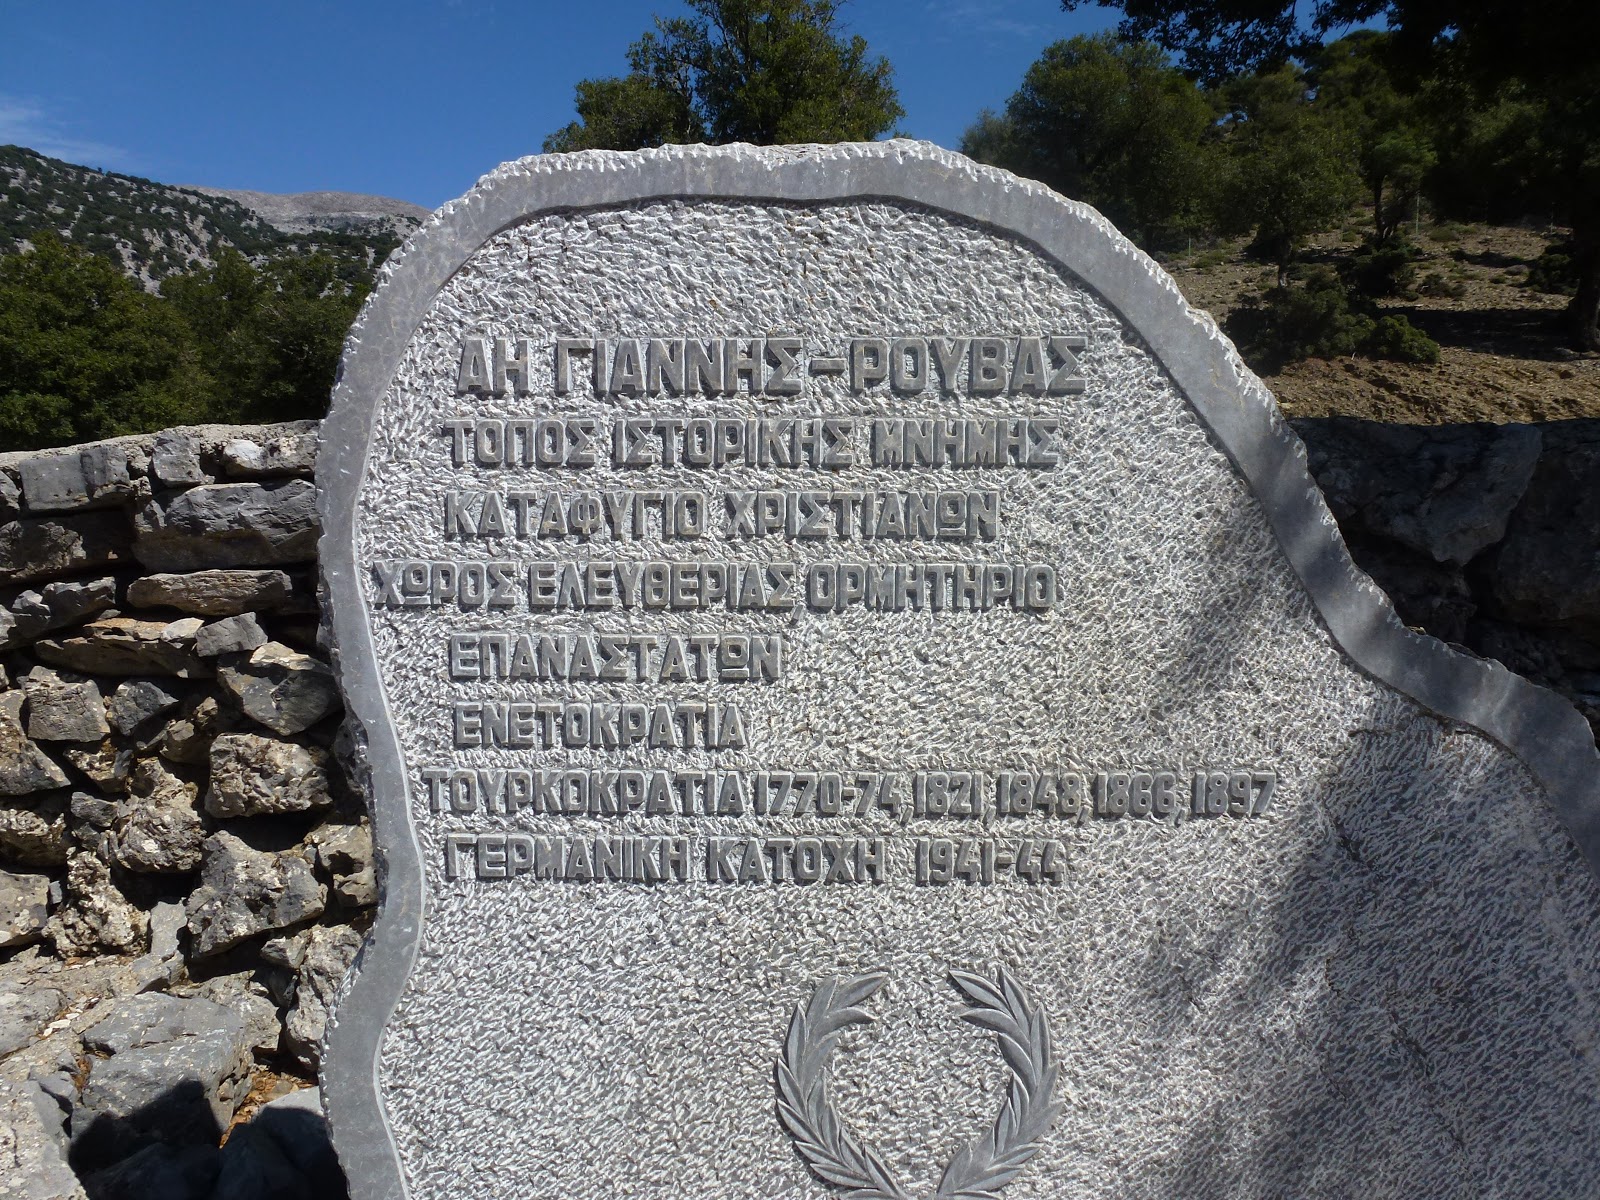 ΑΗ ΓΙΑΝΝΗΣ-ΡΟΥΒΑΣ
ΤΟΠΟΣ ΙΣΤΟΡΙΚΗΣ ΜΝΗΜΗΣ
ΚΑΤΑΦΥΓΙΟ ΧΡΙΣΤΙΑΝΩΝ
ΧΩΡΟΣ ΕΛΕΥΘΕΡΙΑΣ, ΟΡΜΗΤΗΡΙΟ
ΕΠΑΝΑΣΤΑΤΩΝ
ΕΝΕΤΟΚΡΑΤΙΑ
ΤΟΥΡΚΟΚΡΑΤΙΑ 1770-74, 1821, 1848, 1866, 1897
ΓΕΡΜΑΝΙΚΗ ΚΑΤΟΧΗ 1941-44